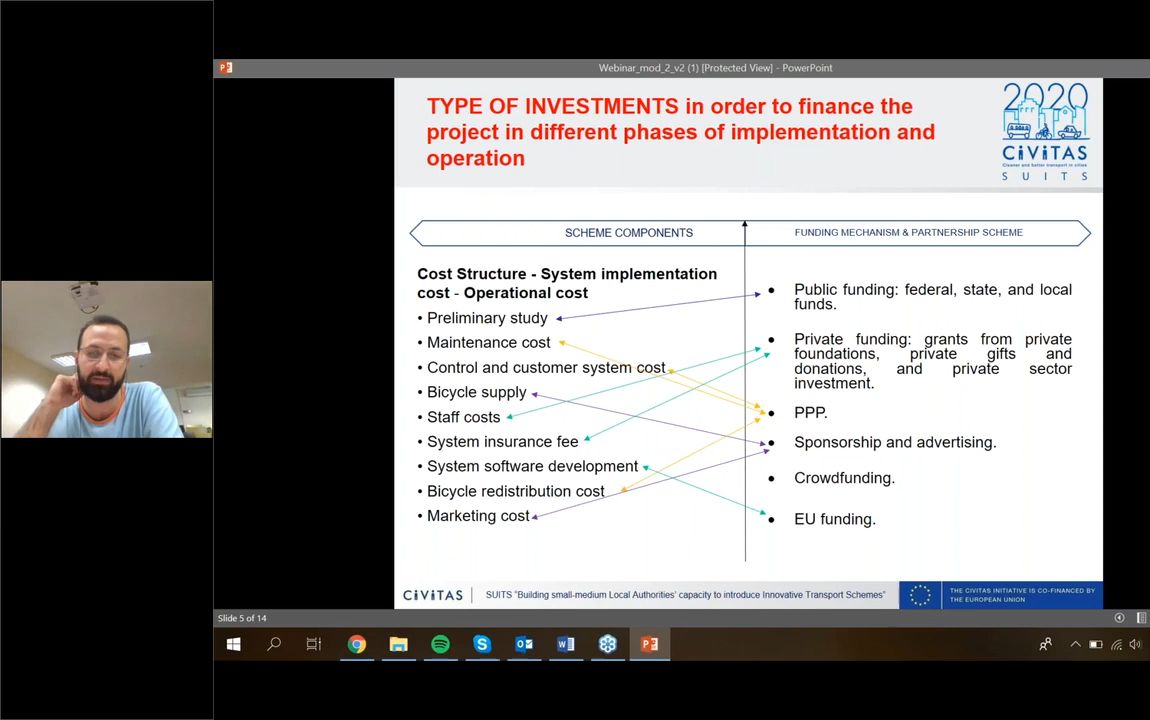 Webinar_mod_2_v2 (1) [Protected View] - PowerPoint
TYPE OF INVESTMENTS in order to finance the
project in different phases of implementation and
operation
2020
CiViTAS
Cleaner and better transport in cities
S U I T S
SCHEME COMPONENTS
FUNDING MECHANISM & PARTNERSHIP SCHEME
Cost Structure - System implementation
cost - Operational cost
• Preliminary study
• Maintenance cost
• Control and customer system cost
• Bicycle supply
• Staff costs
• System insurance fee
• System software development
• Bicycle redistribution cost
• Marketing cost
• Public funding: federal, state, and local
funds.
• Private funding: grants from private
foundations, private gifts and
donations, and private sector
investment.
• PPP.
• Sponsorship and advertising.
• Crowdfunding.
• EU funding.
CiViTAS
SUITS "Building small-medium Local Authorities' capacity to introduce Innovative Transport Schemes"
THE CIVITAS INITIATIVE IS CO-FINANCED BY
THE EUROPEAN UNION
Slide 5 of 14